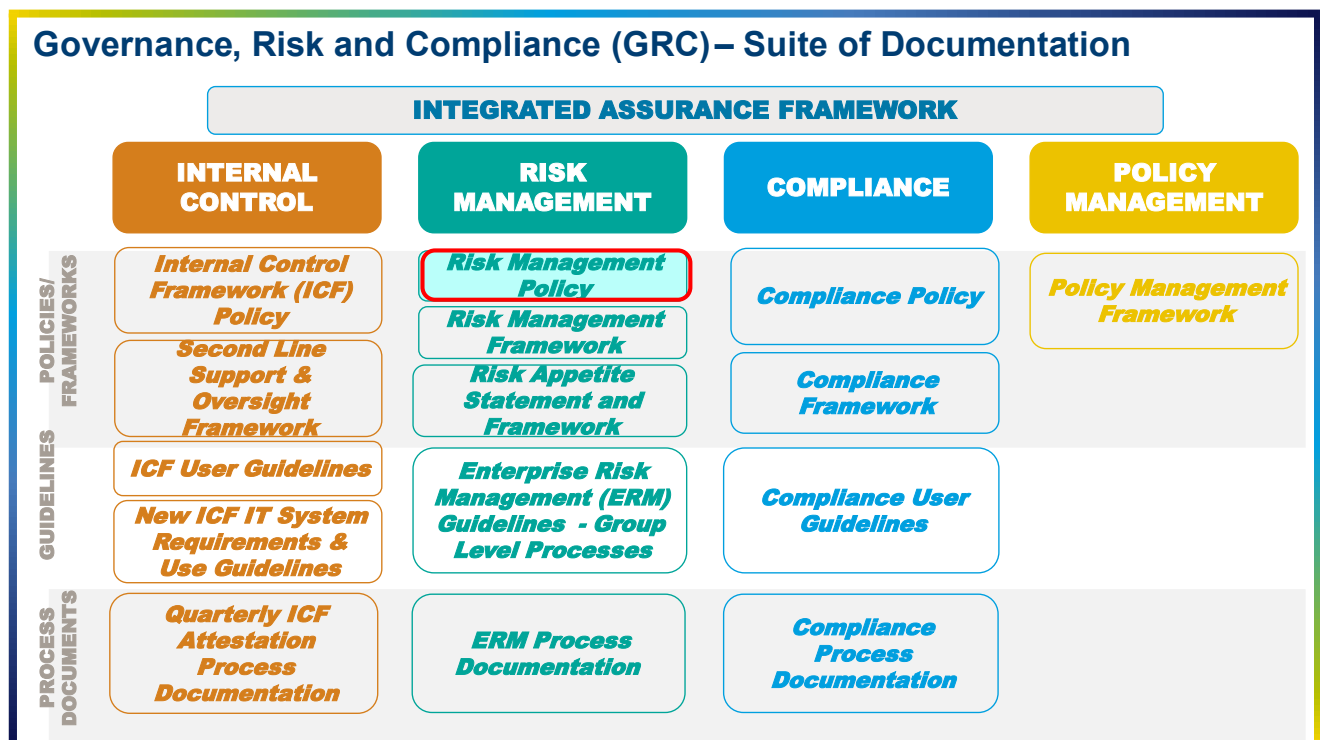 Governance, Risk and Compliance (GRC) – Suite of Documentation
INTEGRATED ASSURANCE FRAMEWORK
INTERNAL
CONTROL
RISK
MANAGEMENT
COMPLIANCE
POLICY
MANAGEMENT
POLICIES/
FRAMEWORKS
Internal Control
Framework (ICF)
Policy
Second Line
Support &
Oversight
Framework
Risk Management
Policy
Risk Management
Framework
Risk Appetite
Statement and
Framework
Compliance Policy
Compliance
Framework
Policy Management
Framework
GUIDELINES
ICF User Guidelines
New ICF IT System
Requirements &
Use Guidelines
Enterprise Risk
Management (ERM)
Guidelines - Group
Level Processes
Compliance User
Guidelines
PROCESS
DOCUMENTS
Quarterly ICF
Attestation
Process
Documentation
ERM Process
Documentation
Compliance
Process
Documentation